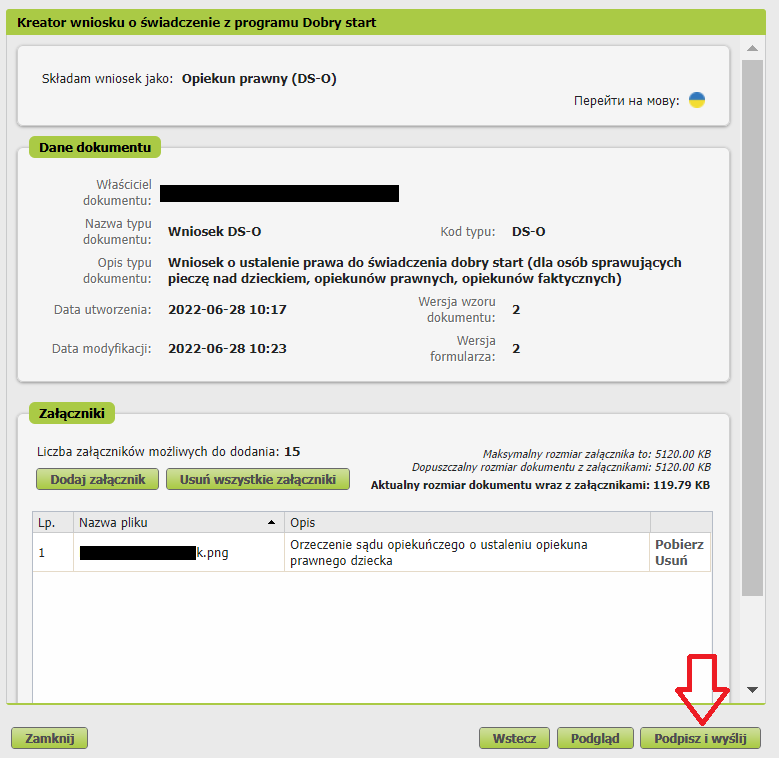 Kreator wniosku o świadczenie z programu Dobry start
Składam wniosek jako: Opiekun prawny (DS-O)
Перейти на мову:
Dane dokumentu
Właściciel
dokumentu:
Nazwa typu
dokumentu:
Wniosek DS-O
Kod typu: DS-O
Opis typu
dokumentu:
Wniosek o ustalenie prawa do świadczenia dobry start (dla osób sprawujących
pieczę nad dzieckiem, opiekunów prawnych, opiekunów faktycznych)
Data utworzenia: 2022-06-28 10:17
Wersja wzoru
dokumentu:
2
Data modyfikacji: 2022-06-28 10:23
Wersja
formularza:
2
Załączniki
Liczba załączników możliwych do dodania: 15
Maksymalny rozmiar załącznika to: 5120.00 KB
Dopuszczalny rozmiar dokumentu z załącznikami: 5120.00 KB
Dodaj załącznik Usuń wszystkie załączniki
Aktualny rozmiar dokumentu wraz z załącznikami: 119.79 KB
Lp. Nazwa pliku Opis
1 k.png
Orzeczenie sądu opiekuńczego o ustaleniu opiekuna
prawnego dziecka
Pobierz
Usuń
Zamknij Wstecz Podgląd Podpisz i wyślij